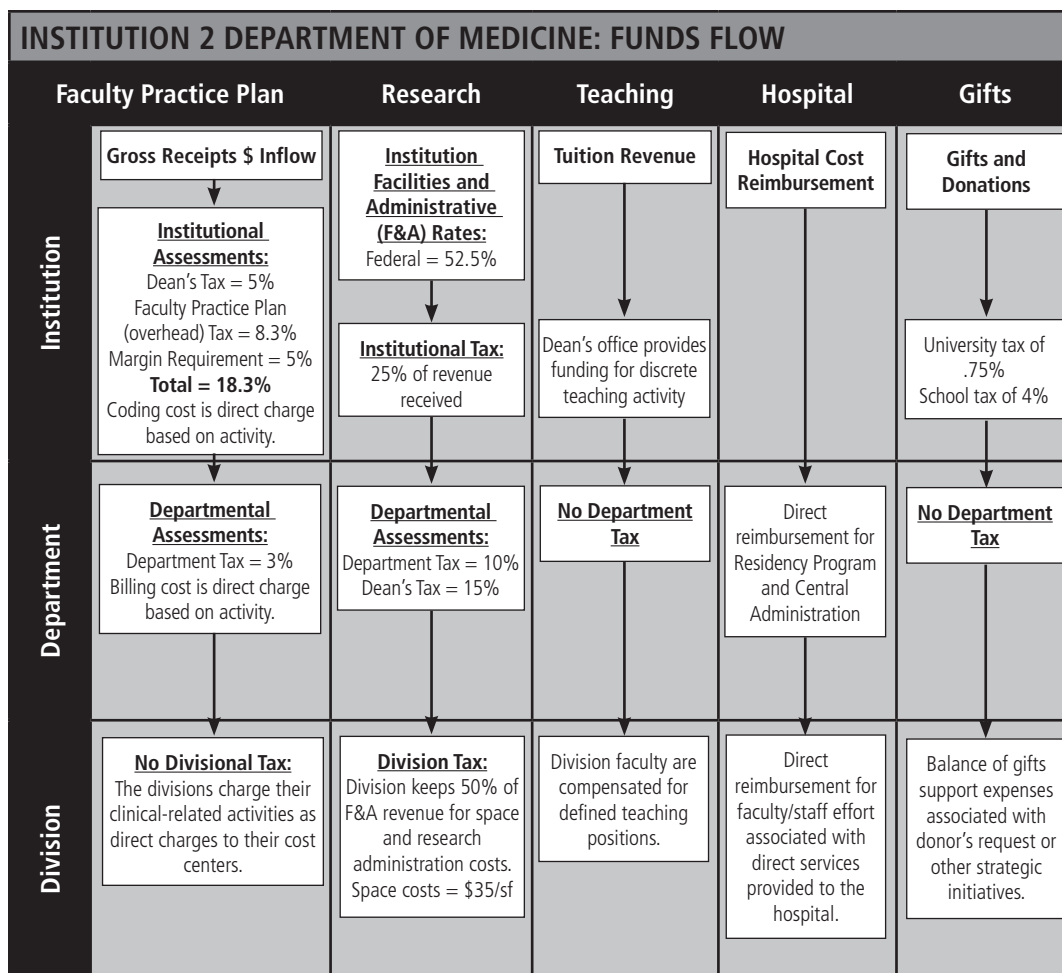 INSTITUTION 2 DEPARTMENT OF MEDICINE: FUNDS FLOW
Faculty Practice Plan
Research
Teaching
Hospital
Gifts
Institution
Gross Receipts $ Inflow
Institutional
Assessments:
Dean’s Tax = 5%
Faculty Practice Plan
(overhead) Tax = 8.3%
Margin Requirement = 5%
Total = 18.3%
Coding cost is direct charge
based on activity.
Institution
Facilities and
Administrative
(F&A) Rates:
Federal = 52.5%
Institutional Tax:
25% of revenue
received
Tuition Revenue
Dean’s office provides
funding for discrete
teaching activity
Hospital Cost
Reimbursement
Gifts and
Donations
University tax of
.75%
School tax of 4%
Department
Departmental
Assessments:
Department Tax = 3%
Billing cost is direct charge
based on activity.
Departmental
Assessments:
Department Tax = 10%
Dean’s Tax = 15%
No Department
Tax
Direct
reimbursement for
Residency Program
and Central
Administration
No Department
Tax
Division
No Divisional Tax:
The divisions charge their
clinical-related activities as
direct charges to their cost
centers.
Division Tax:
Division keeps 50% of
F&A revenue for space
and research
administration costs.
Space costs = $35/sf
Division faculty are
compensated for
defined teaching
positions.
Direct
reimbursement for
faculty/staff effort
associated with
direct services
provided to the
hospital.
Balance of gifts
support expenses
associated with
donor’s request or
other strategic
initiatives.